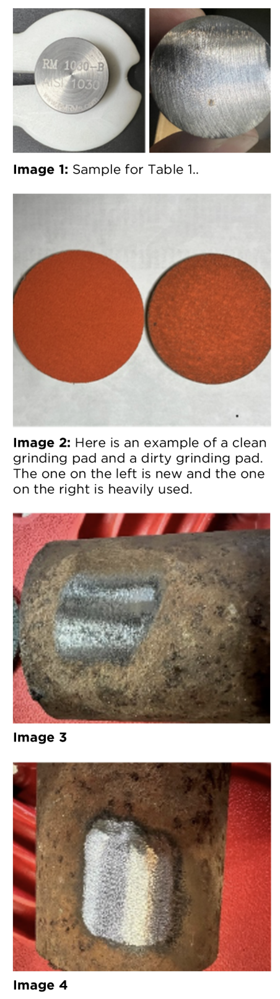 RM 1030-B
AISI 1030
Image 1: Sample for Table 1..
Image 2: Here is an example of a clean
grinding pad and a dirty grinding pad.
The one on the left is new and the one
on the right is heavily used.
Image 3
Image 4